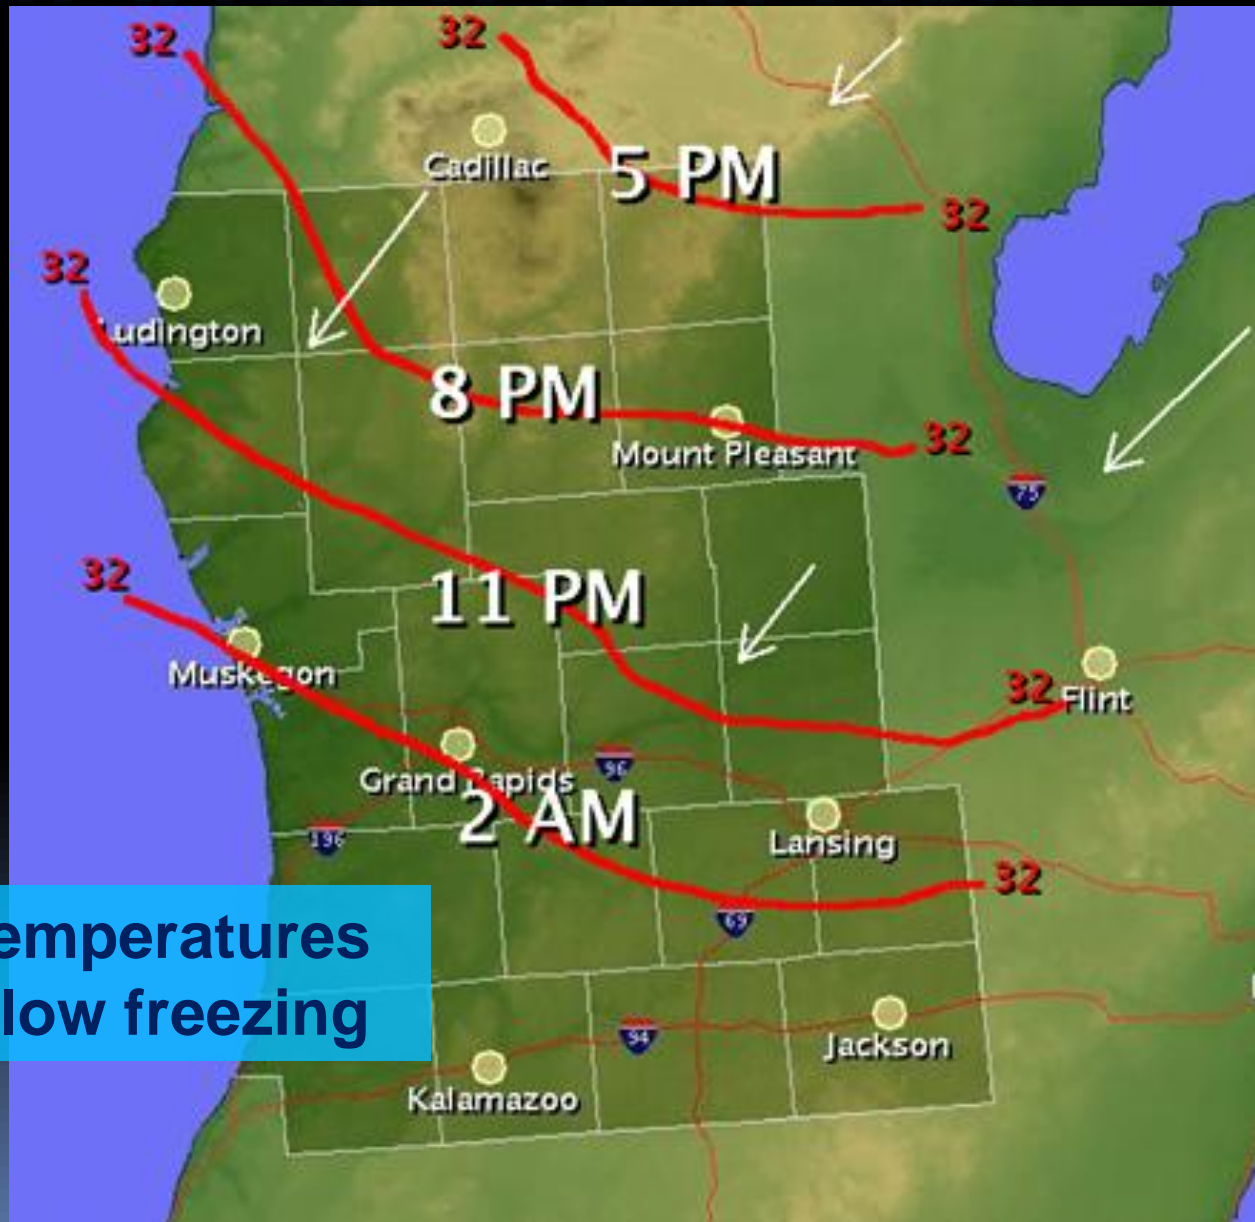 32
32
Cadillac
5 PM
32
32
Ludington
8 PM
Mount Pleasant
32
75
11 PM
32
Muskegon
32
Flint
Grand Rapids
96
2 AM
196
Lansing
32
69
emperatures
low freezing
94
Jackson
Kalamazoo